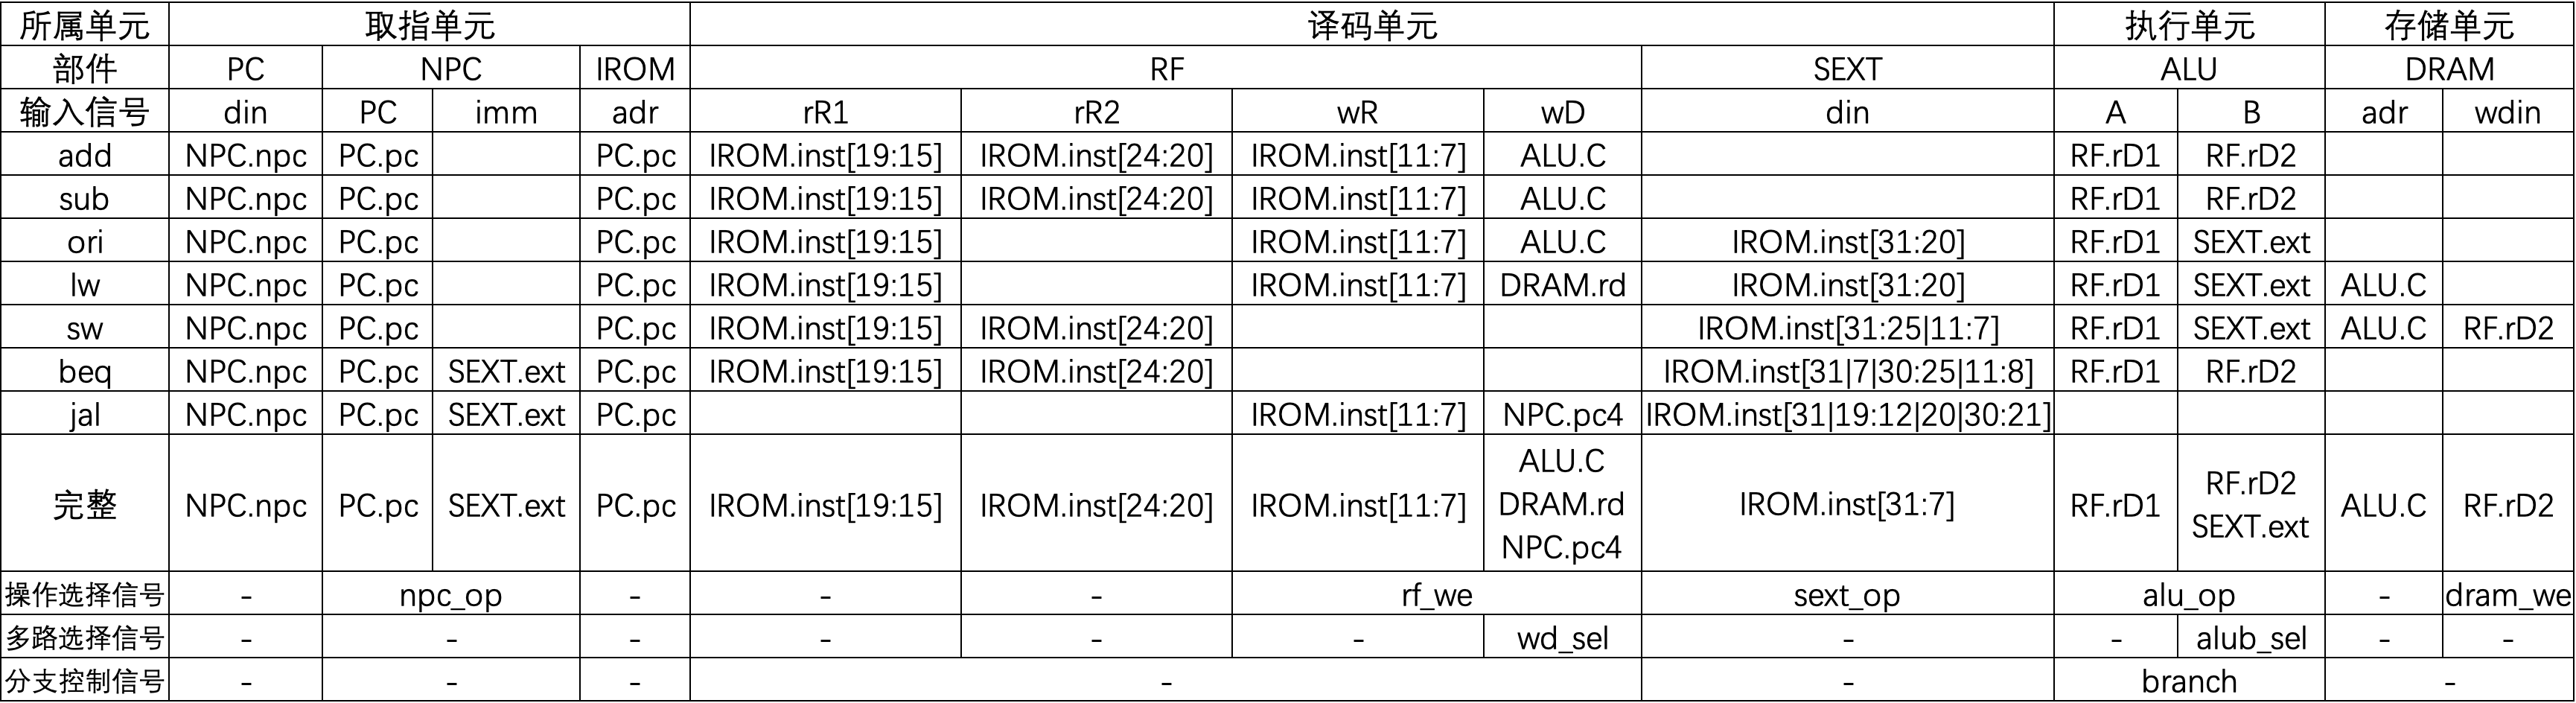 所属单元 取指单元 译码单元 执行单元 存储单元
部件 PC NPC IROM RF SEXT ALU DRAM
输入信号 din PC imm adr rR1 rR2 wR wD din A B adr wdin
add NPC.npc PC.pc PC.pc IROM.inst[19:15] IROM.inst[24:20] IROM.inst[11:7] ALU.C RF.rD1 RF.rD2
sub NPC.npc PC.pc PC.pc IROM.inst[19:15] IROM.inst[24:20] IROM.inst[11:7] ALU.C RF.rD1 RF.rD2
ori NPC.npc PC.pc PC.pc IROM.inst[19:15] IROM.inst[11:7] ALU.C IROM.inst[31:20] RF.rD1 SEXT.ext
lw NPC.npc PC.pc PC.pc IROM.inst[19:15] IROM.inst[11:7] DRAM.rd IROM.inst[31:20] RF.rD1 SEXT.ext ALU.C
sw NPC.npc PC.pc PC.pc IROM.inst[19:15] IROM.inst[24:20] IROM.inst[31:25|11:7] RF.rD1 SEXT.ext ALU.C RF.rD2
beq NPC.npc PC.pc SEXT.ext PC.pc IROM.inst[19:15] IROM.inst[24:20] IROM.inst[31|7|30:25|11:8] RF.rD1 RF.rD2
jal NPC.npc PC.pc SEXT.ext PC.pc IROM.inst[11:7] NPC.pc4 IROM.inst[31|19:12|20|30:21]
完整 NPC.npc PC.pc SEXT.ext PC.pc IROM.inst[19:15] IROM.inst[24:20] IROM.inst[11:7] ALU.C DRAM.rd NPC.pc4 IROM.inst[31:7] RF.rD1 RF.rD2 SEXT.ext ALU.C RF.rD2
操作选择信号 - npc_op - - - rf_we sext_op alu_op - dram_we
多路选择信号 - - - - - - wd_sel - - alub_sel - -
分支控制信号 - - - - - branch -